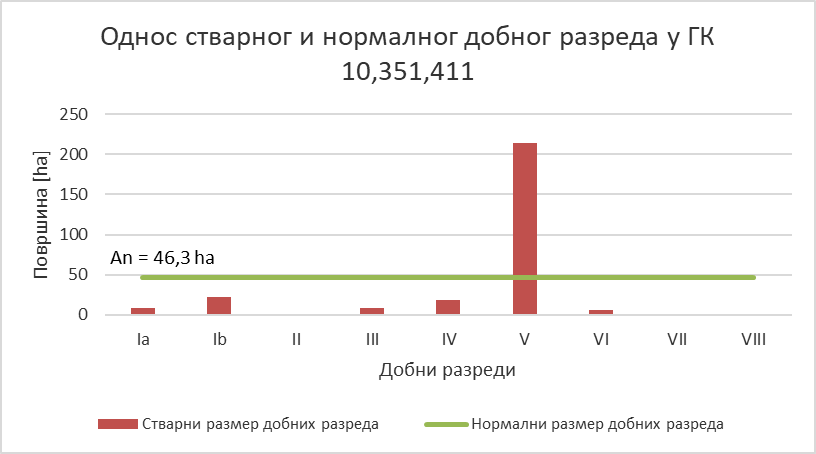 Однос стварног и нормалног добног разреда у ГК
10,351,411
Површина [ha]
250
200
150
100
50
0
An = 46,3 ha
Ia Ib II III IV V VI VII VIII
Добни разреди
Стварни размер добних разреда Нормални размер добних разреда